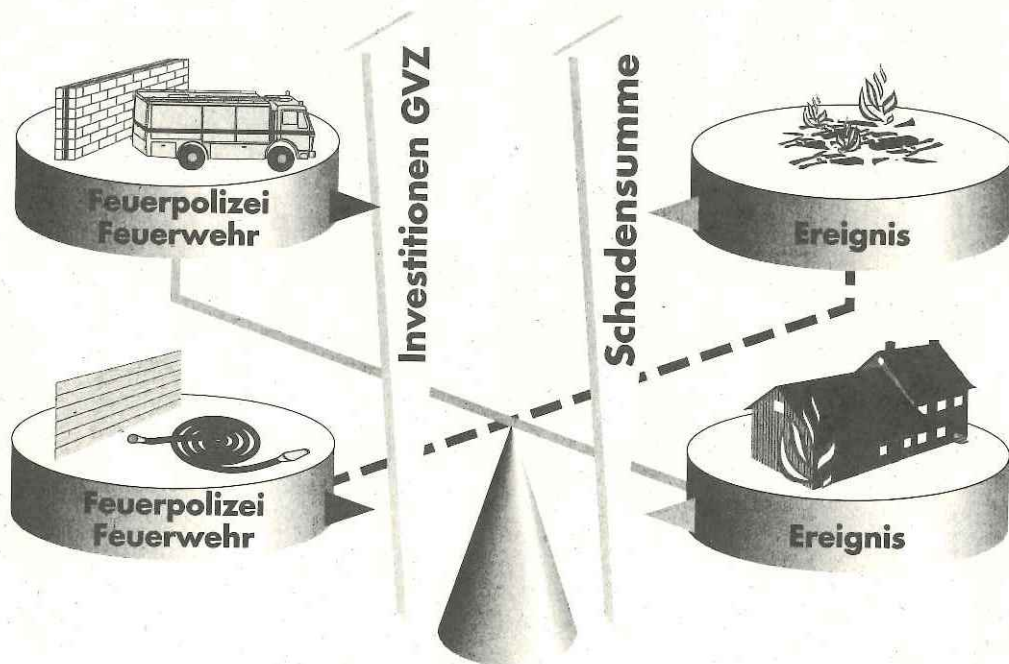 Feuerpolizei
Feuerwehr
Investitionen GVZ
Schadensumme
Ereignis
Feuerpolizei
Feuerwehr
Ereignis